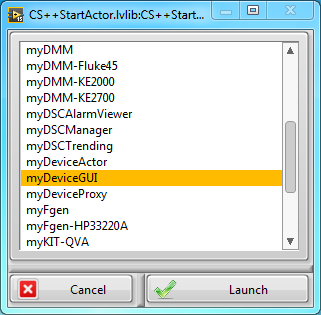 CS++StartActor.lvlib:CS++Start...
myDMM
myDMM-Fluke45
myDMM-KE2000
myDMM-KE2700
myDSCAlarmViewer
myDSCManager
myDSCTrending
myDeviceActor
myDeviceGUI
myDeviceProxy
myFgen
myFgen-HP33220A
myKIT-QVA
Cancel
Launch